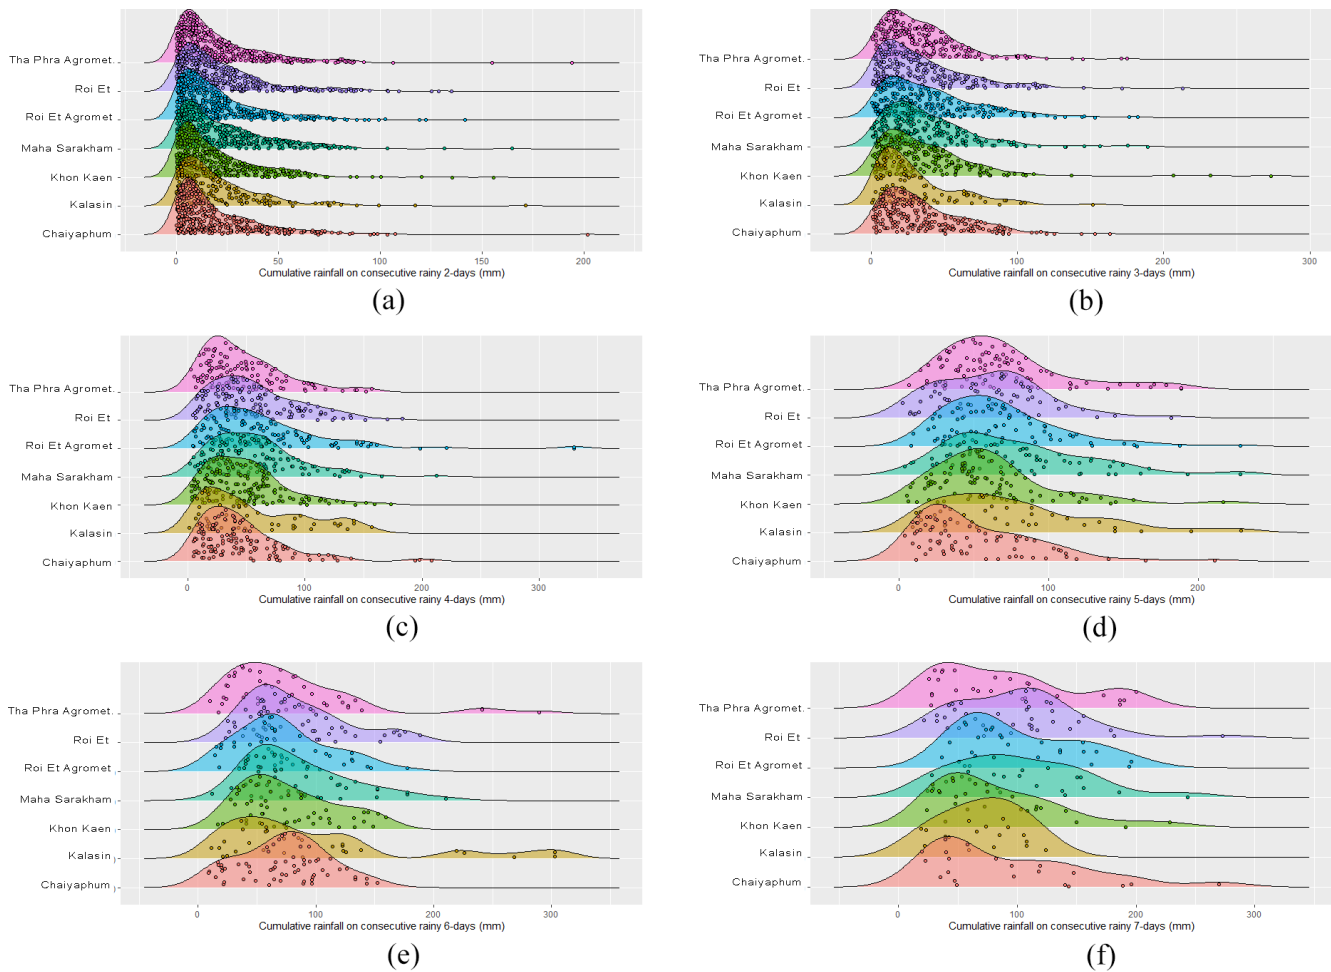 Tha Phra Agromet.
Roi Et
Roi Et Agromet
Maha Sarakham
Khon Kaen
Kalasin
Chaiyaphum
0 50 100 150 200
Cumulative rainfall on consecutive rainy 2-days (mm)
(a)
Tha Phra Agromet.
Roi Et
Roi Et Agromet
Maha Sarakham
Khon Kaen
Kalasin
Chaiyaphum
0 100 200 300
Cumulative rainfall on consecutive rainy 3-days (mm)
(b)
Tha Phra Agromet.
Roi Et
Roi Et Agromet
Maha Sarakham
Khon Kaen
Kalasin
Chaiyaphum
0 100 200 300
Cumulative rainfall on consecutive rainy 4-days (mm)
(c)
Tha Phra Agromet.
Roi Et
Roi Et Agromet
Maha Sarakham
Khon Kaen
Kalasin
Chaiyaphum
0 100 200
Cumulative rainfall on consecutive rainy 5-days (mm)
(d)
Tha Phra Agromet.
Roi Et
Roi Et Agromet
Maha Sarakham
Khon Kaen
Kalasin
Chaiyaphum
0 100 200 300
Cumulative rainfall on consecutive rainy 6-days (mm)
(e)
Tha Phra Agromet.
Roi Et
Roi Et Agromet
Maha Sarakham
Khon Kaen
Kalasin
Chaiyaphum
0 100 200 300
Cumulative rainfall on consecutive rainy 7-days (mm)
(f)